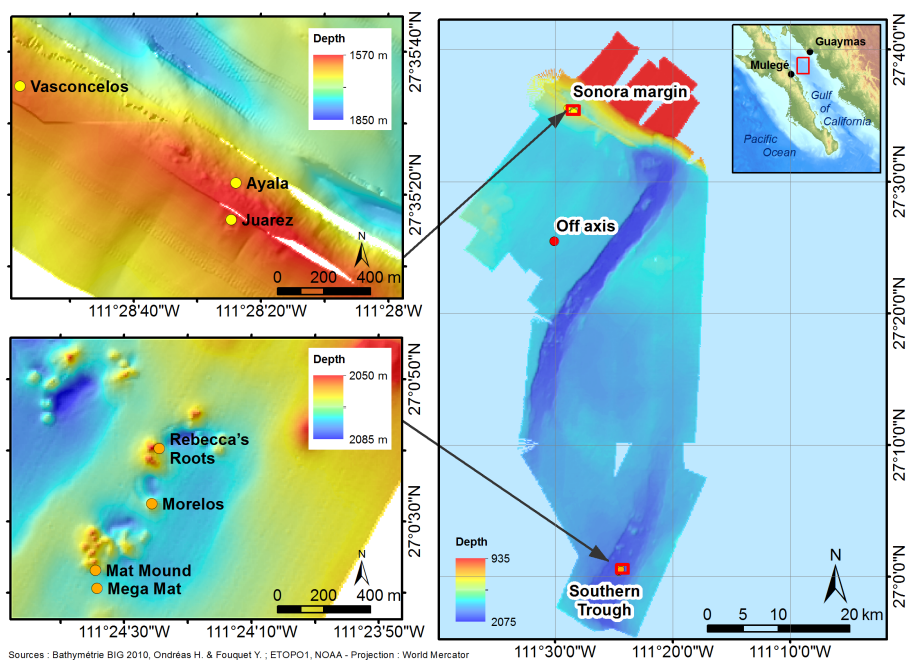 Depth
1570 m
1850 m
Vasconcelos
Ayala
Juarez
N
0 200 400 m
27°35'40"N
27°35'20"N
111°28'40"W 111°28'20"W 111°28'W
Depth
2050 m
2085 m
Rebecca's
Roots
Morelos
Mat Mound
Mega Mat
N
0 200 400 m
27°0'50"N
27°0'30"N
111°24'30"W 111°24'10"W 111°23'50"W
Sonora margin
Off axis
Southern
Trough
Guaymas
Mulegé
Gulf
of
California
Pacific
Ocean
Depth
935
2075
N
0 5 10 20 km
27°40'0"N
27°30'0"N
27°20'0"N
27°10'0"N
27°0'0"N
111°30'0"W 111°20'0"W 111°10'0"W
Sources : Bathymétrie BIG 2010, Ondréas H. & Fouquet Y. ; ETOPO1, NOAA - Projection : World Mercator